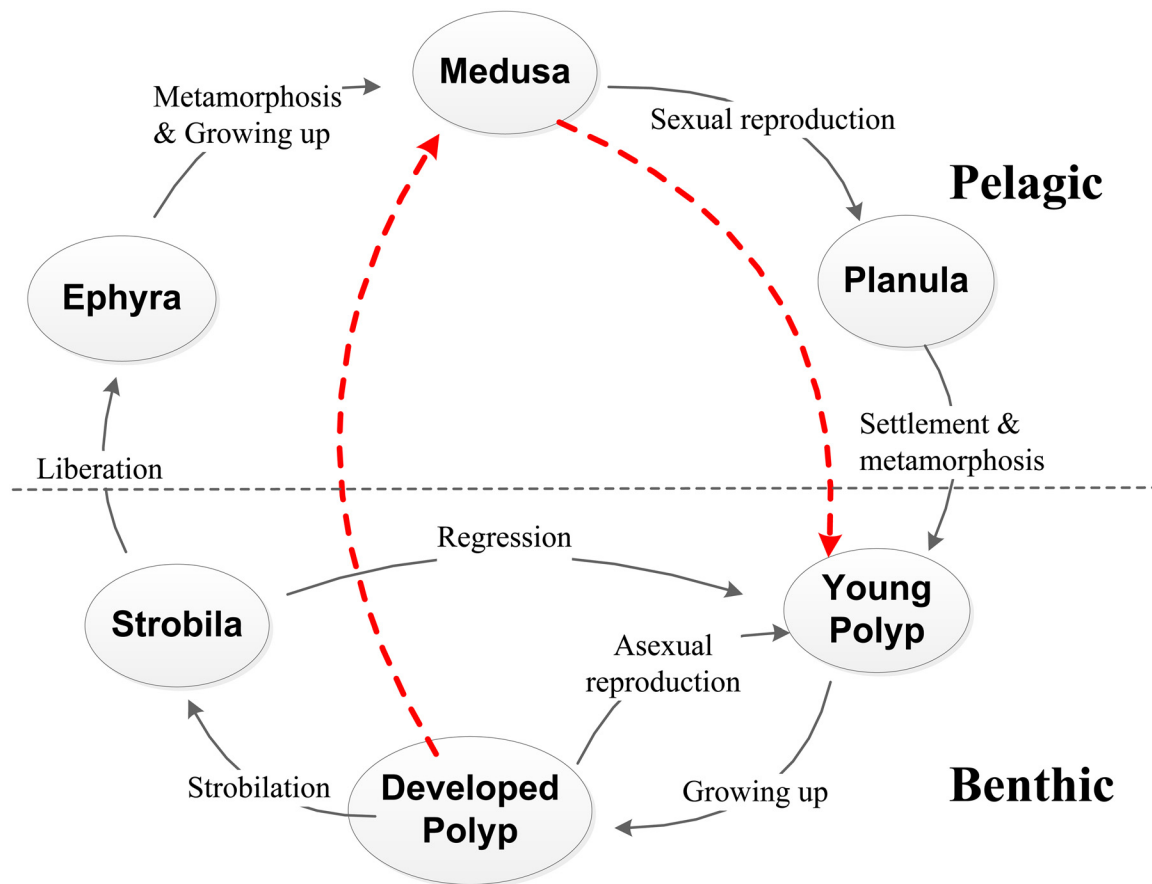 Medusa
Metamorphosis
& Growing up
Sexual reproduction
Pelagic
Ephyra
Planula
Settlement &
metamorphosis
Liberation
Regression
Strobila
Young
Polyp
Asexual
reproduction
Strobilation
Developed
Polyp
Growing up
Benthic